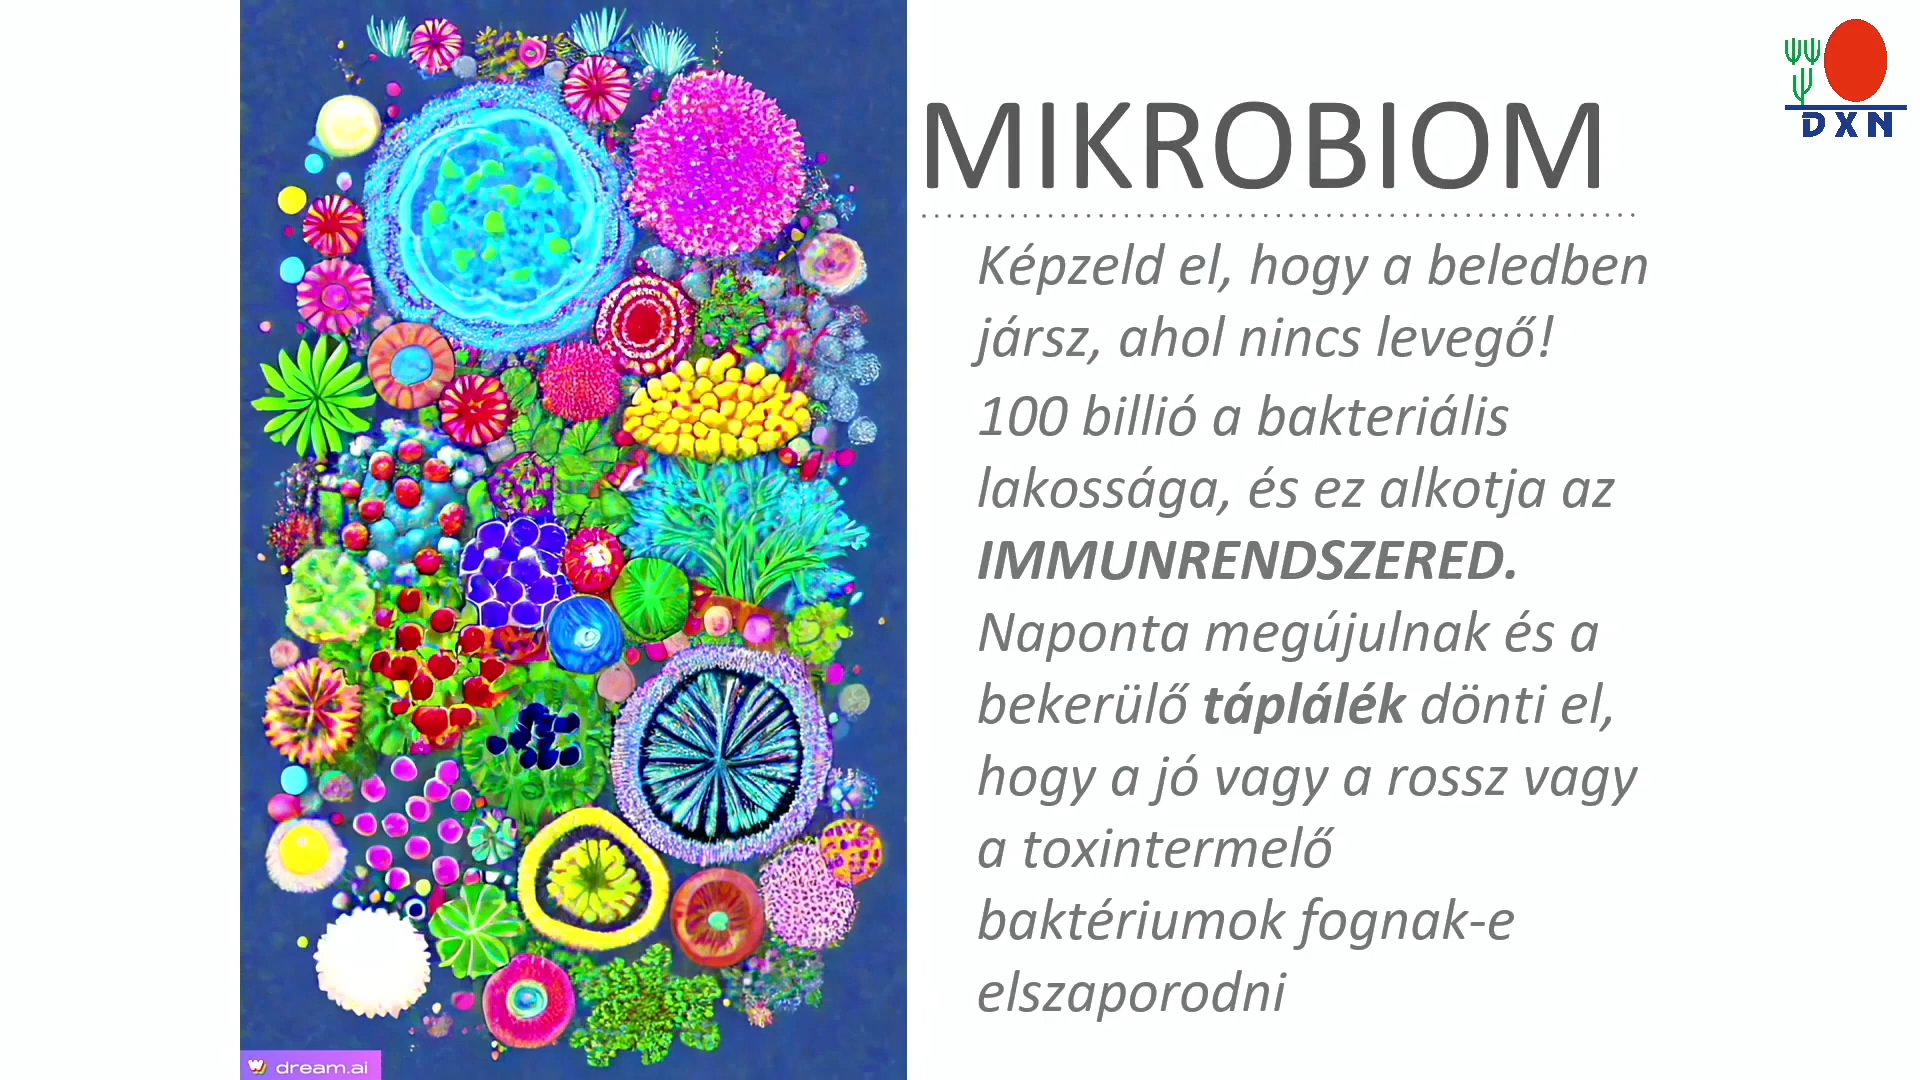 MIKROBIOM
DXN
Képzeld el, hogy a beledben
jársz, ahol nincs levegő!
100 billió a bakteriális
lakossága, és ez alkotja az
IMMUNRENDSZERED.
Naponta megújulnak és a
bekerülő táplálék dönti el,
hogy a jó vagy a rossz vagy
a toxintermelő
baktériumok fognak-e
elszaporodni
dream.ai